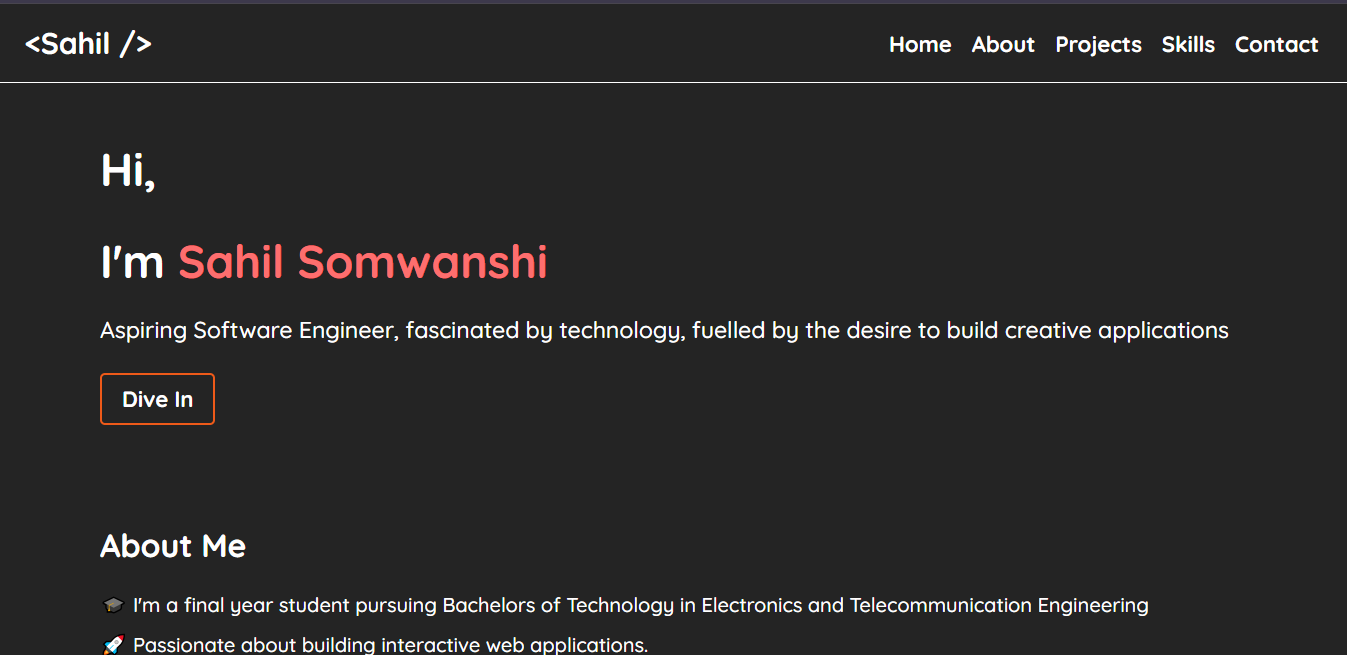 <Sahil />
Home About Projects Skills Contact
Hi,
I'm Sahil Somwanshi
Aspiring Software Engineer, fascinated by technology, fuelled by the desire to build creative applications
Dive In
About Me
🎓 I'm a final year student pursuing Bachelors of Technology in Electronics and Telecommunication Engineering
🚀 Passionate about building interactive web applications.